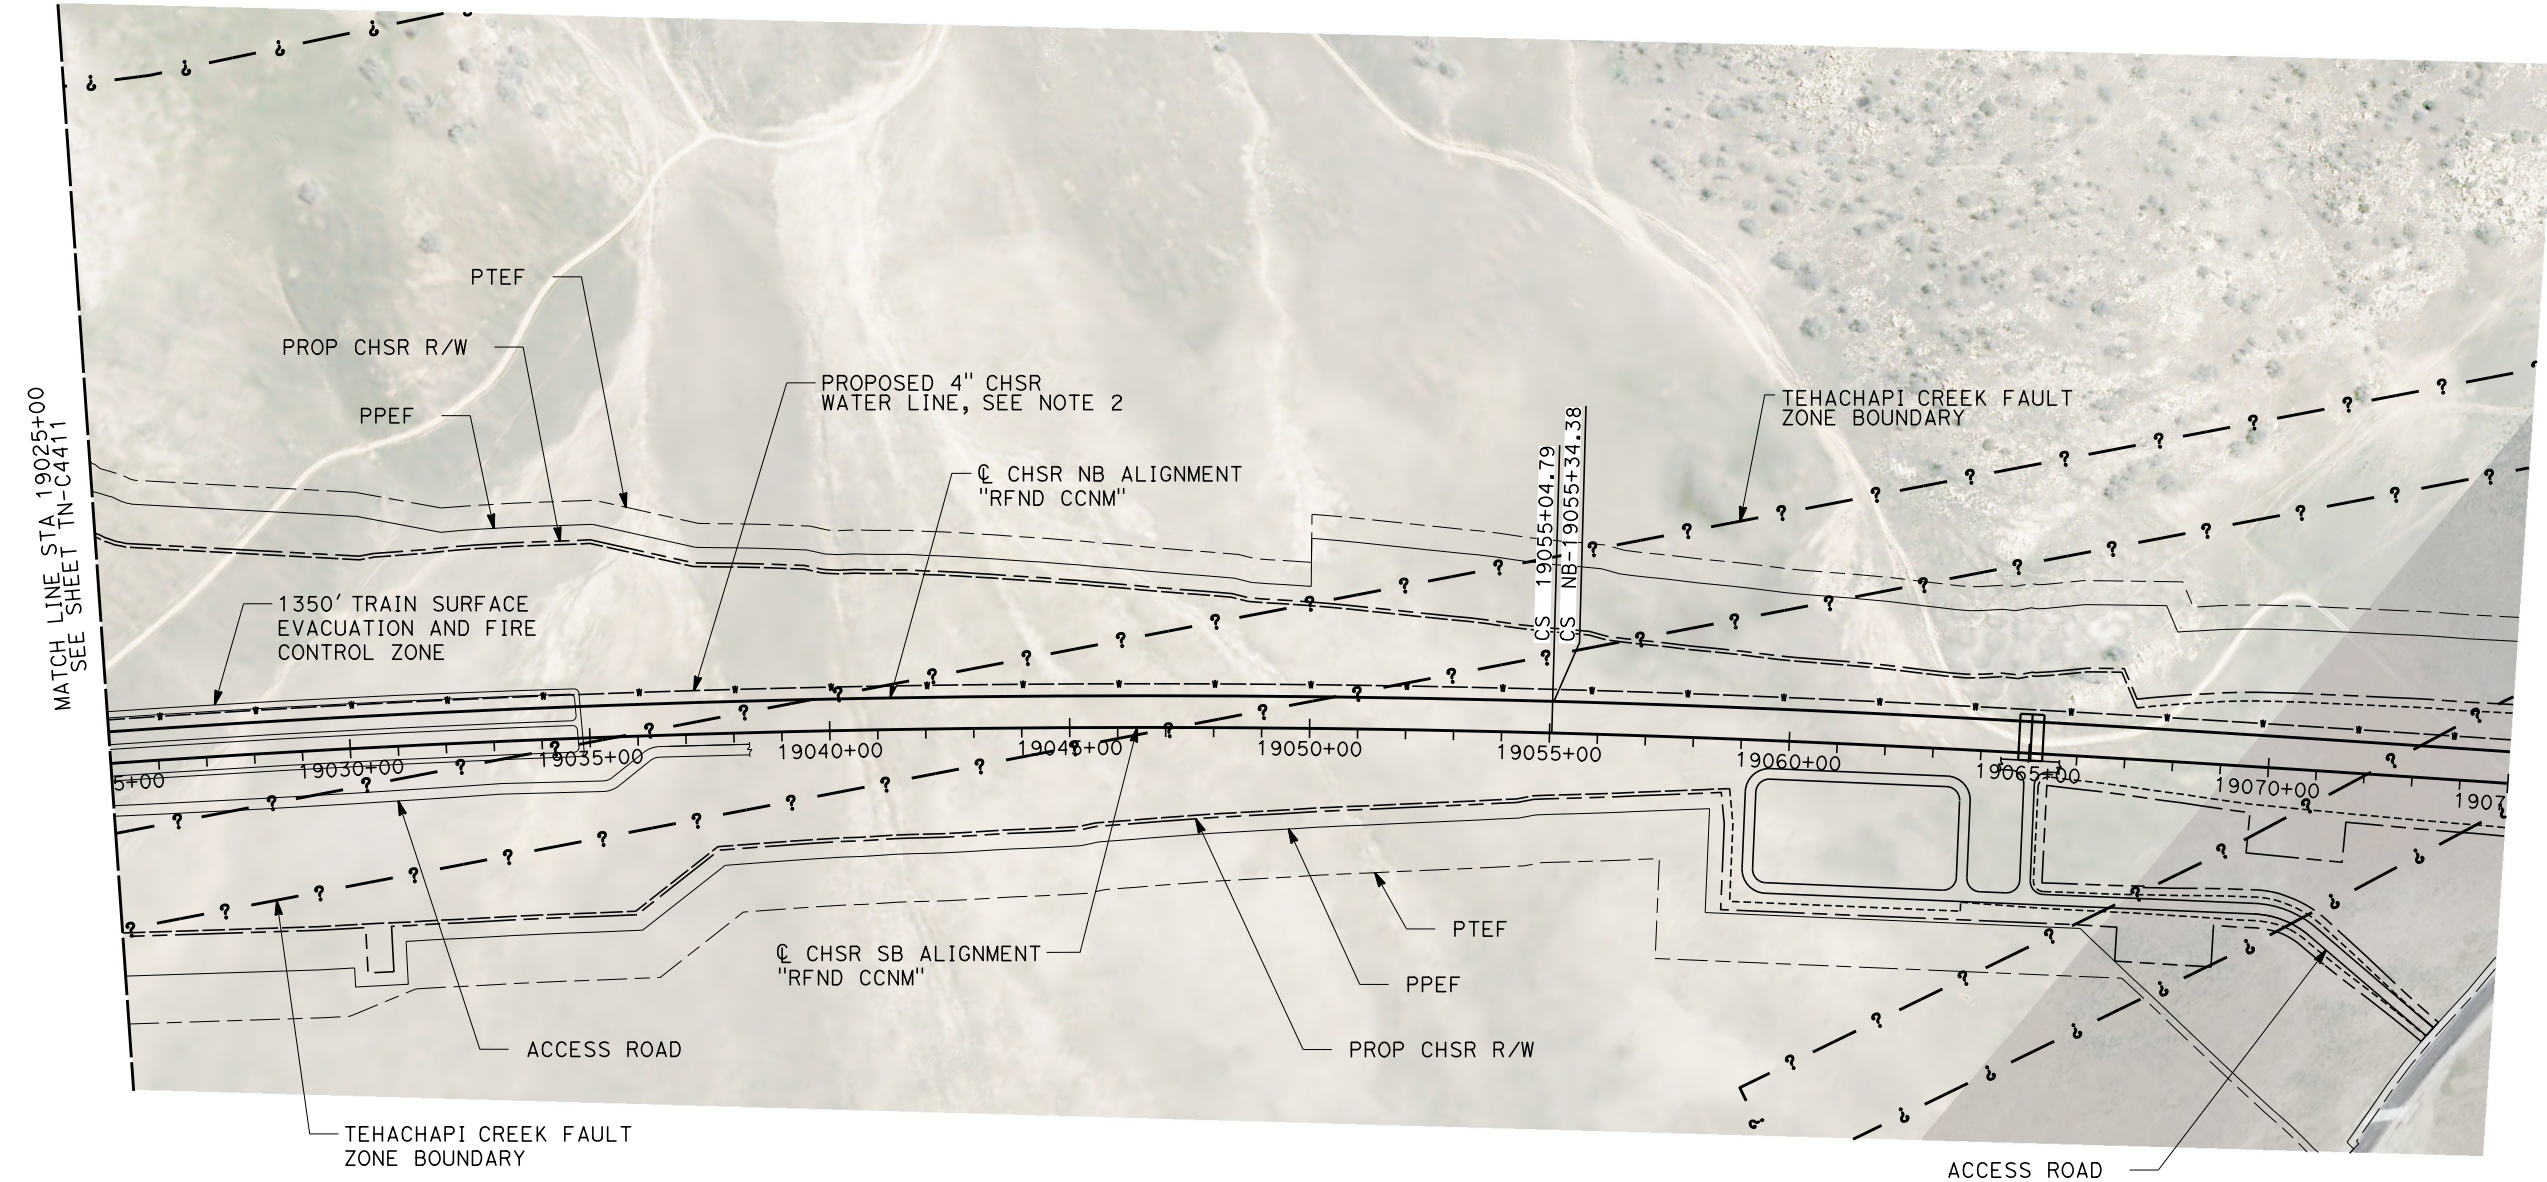 MATCH LINE STA 19025+00
SEE SHEET TN-C4411
PTEF
PROP CHSR R/W
PPEF
PROPOSED 4" CHSR
WATER LINE, SEE NOTE 2
℄ CHSR NB ALIGNMENT
"RFND CCNM"
CS 19055+04.79
CS NB-19055+34.38
TEHACHAPI CREEK FAULT
ZONE BOUNDARY
1350' TRAIN SURFACE
EVACUATION AND FIRE
CONTROL ZONE
5+00
19030+00
19035+00
19040+00
19045+00
19050+00
19055+00
19060+00
19065+00
19070+00
1907
℄ CHSR SB ALIGNMENT
"RFND CCNM"
PTEF
PPEF
PROP CHSR R/W
ACCESS ROAD
TEHACHAPI CREEK FAULT
ZONE BOUNDARY
ACCESS ROAD